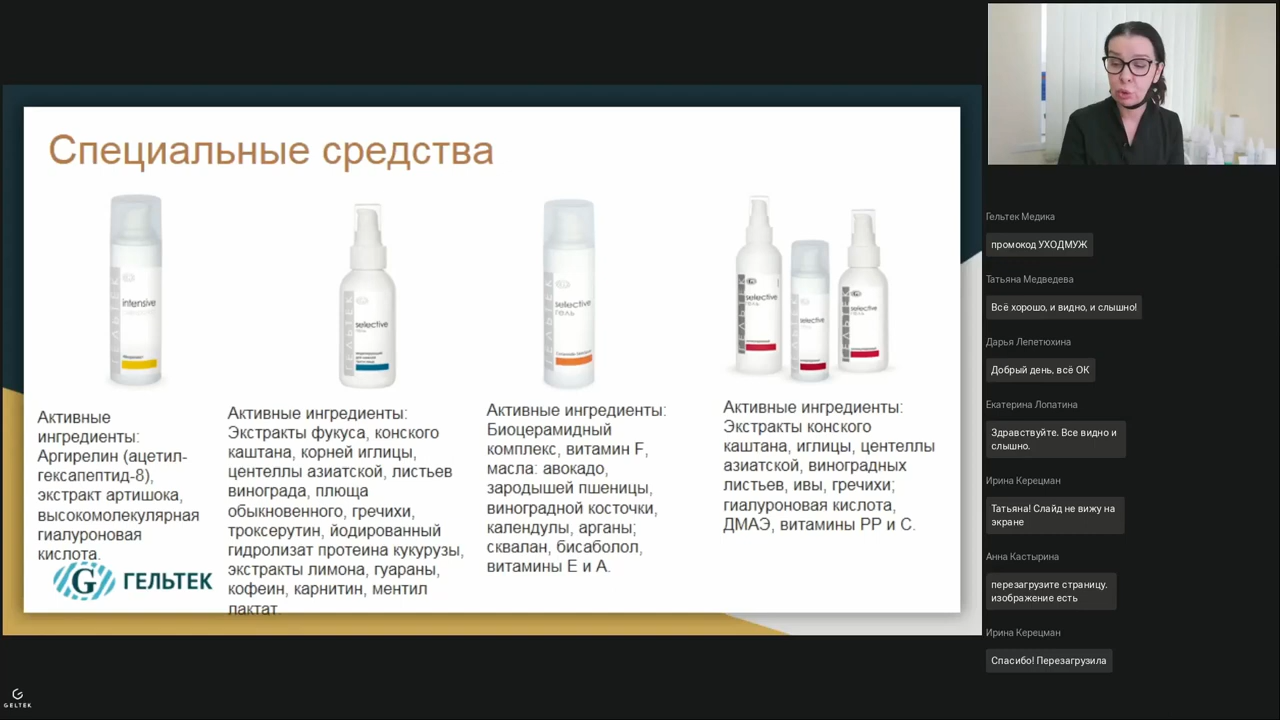 Специальные средства
intensive
selective
гель
selective
гель
selective
гель
selective
selective
гель
Активные
ингредиенты:
Аргирелин (ацетил-
гексапептид-8),
экстракт артишока,
высокомолекулярная
гиалуроновая
кислота.
Активные ингредиенты:
Экстракты фукуса, конского
каштана, корней иглицы,
центеллы азиатской, листьев
винограда, плюща
обыкновенного, гречихи,
троксерутин, йодированный
гидролизат протеина кукурузы,
экстракты лимона, гуараны,
кофеин, карнитин, ментил
лактат.
Активные ингредиенты:
Биоцерамидный
комплекс, витамин F,
масла: авокадо,
зародышей пшеницы,
виноградной косточки,
календулы, арганы;
сквалан, бисаболол,
витамины Е и А.
Активные ингредиенты:
Экстракты конского
каштана, иглицы, центеллы
азиатской, виноградных
листьев, ивы, гречихи;
гиалуроновая кислота,
ДМАЭ, витамины РР и С.
ГЕЛЬТЕК
GELTEK
Гельтек Медика
промокод УХОДМУЖ
Татьяна Медведева
Всё хорошо, и видно, и слышно!
Дарья Лепетюхина
Добрый день, всё ОК
Екатерина Лопатина
Здравствуйте. Все видно и
слышно.
Ирина Керецман
Татьяна! Слайд не вижу на
экране
Анна Кастырина
перезагрузите страницу.
изображение есть
Ирина Керецман
Спасибо! Перезагрузила